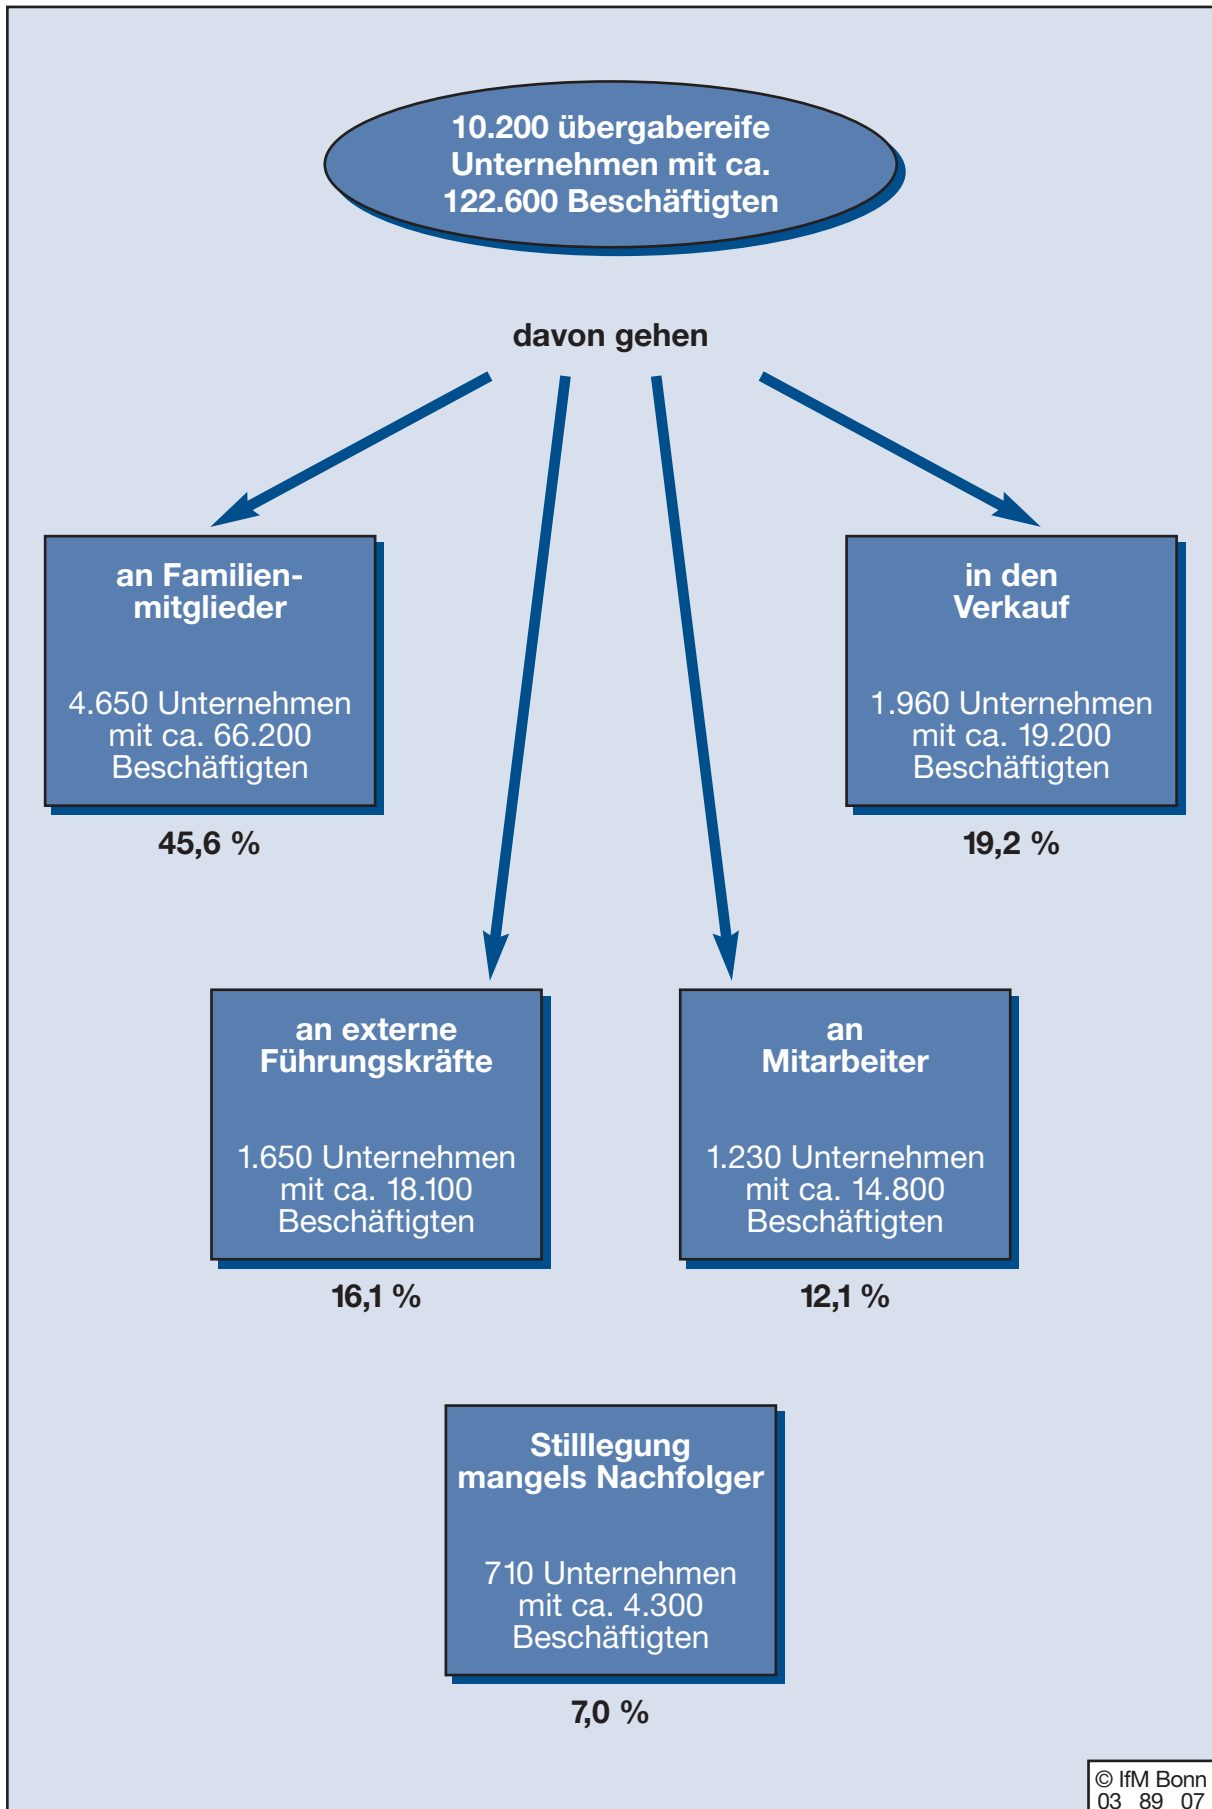 10.200 übergabereife
Unternehmen mit ca.
122.600 Beschäftigten
davon gehen
an Familien-
mitglieder
4.650 Unternehmen
mit ca. 66.200
Beschäftigten
45,6 %
in den
Verkauf
1.960 Unternehmen
mit ca. 19.200
Beschäftigten
19,2 %
an externe
Führungskräfte
1.650 Unternehmen
mit ca. 18.100
Beschäftigten
16,1 %
an
Mitarbeiter
1.230 Unternehmen
mit ca. 14.800
Beschäftigten
12,1 %
Stilllegung
mangels Nachfolger
710 Unternehmen
mit ca. 4.300
Beschäftigten
7,0 %
© IfM Bonn
03 89 07